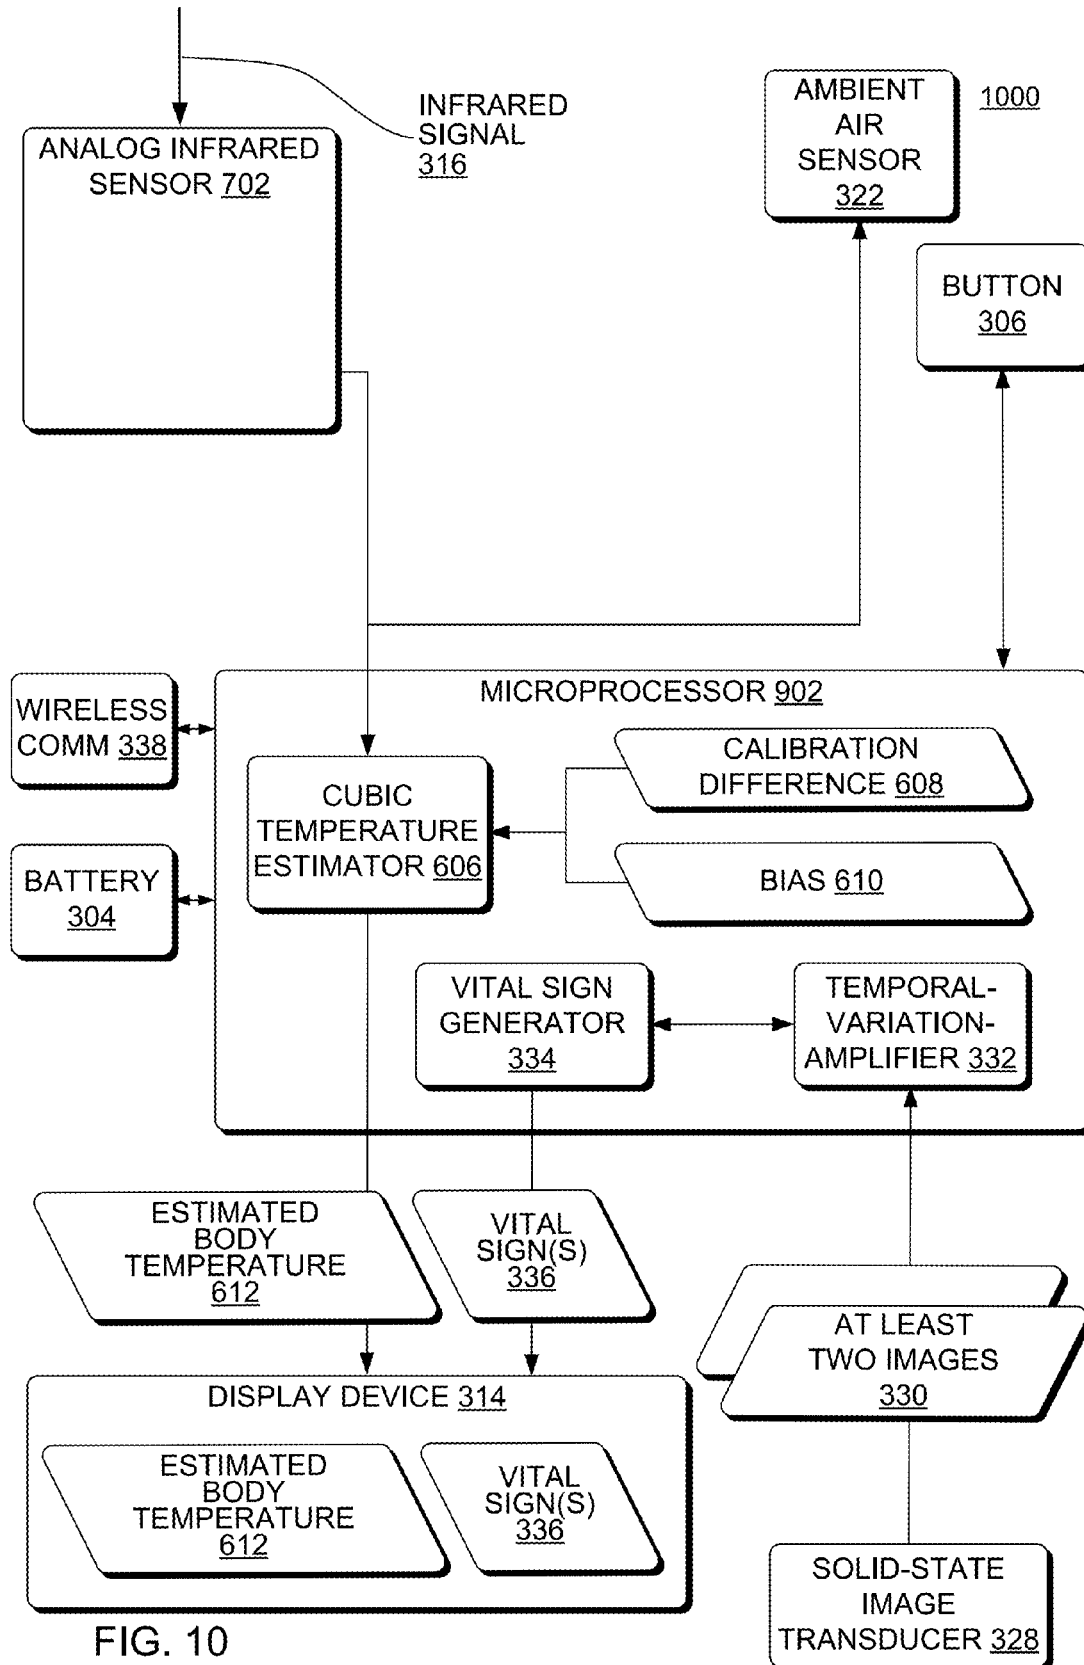 INFRARED
SIGNAL
316
ANALOG INFRARED
SENSOR 702
AMBIENT
AIR
SENSOR
322
1000
BUTTON
306
MICROPROCESSOR 902
WIRELESS
COMM 338
BATTERY
304
CUBIC
TEMPERATURE
ESTIMATOR 606
CALIBRATION
DIFFERENCE 608
BIAS 610
VITAL SIGN
GENERATOR
334
TEMPORAL-
VARIATION-
AMPLIFIER 332
ESTIMATED
BODY
TEMPERATURE
612
VITAL
SIGN(S)
336
AT LEAST
TWO IMAGES
330
DISPLAY DEVICE 314
ESTIMATED
BODY
TEMPERATURE
612
VITAL
SIGN(S)
336
SOLID-STATE
IMAGE
TRANSDUCER 328
FIG. 10